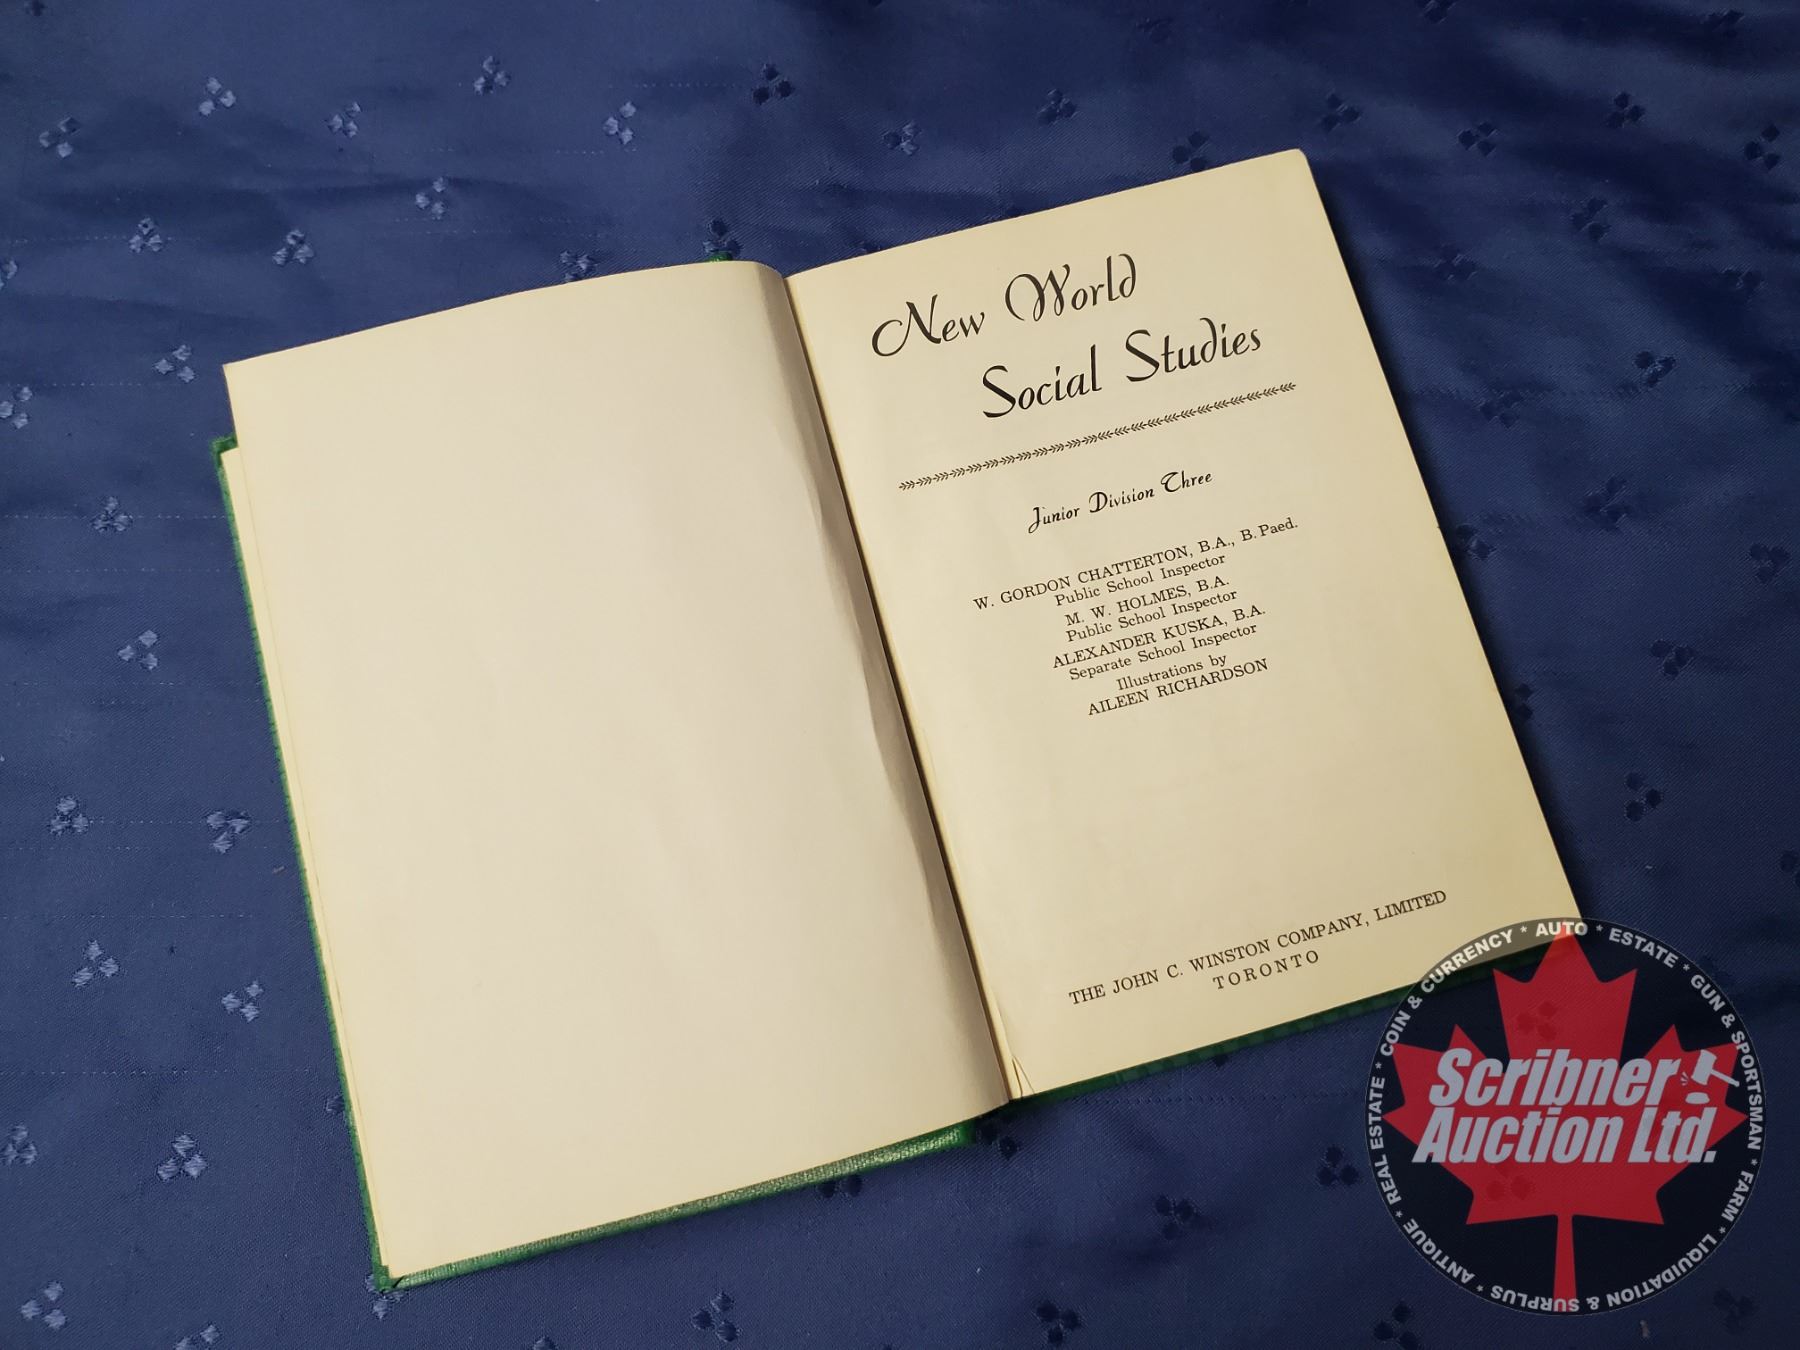 New World
Social Studies
Junior Division Three
W. GORDON CHATTERTON, B.A., B. Paed.
Public School Inspector
M. W. HOLMES, B.A.
Public School Inspector
ALEXANDER KUSKA, B.A.
Separate School Inspector
Illustrations by
AILEEN RICHARDSON
THE JOHN C. WINSTON COMPANY, LIMITED
TORONTO
* REAL ESTATE * COIN & CURRENCY * AUTO * ESTATE * GUN & SPORTSMAN * FARM * LIQUIDATION & SURPLUS * ANTIQUE
Scribner
Auction Ltd.